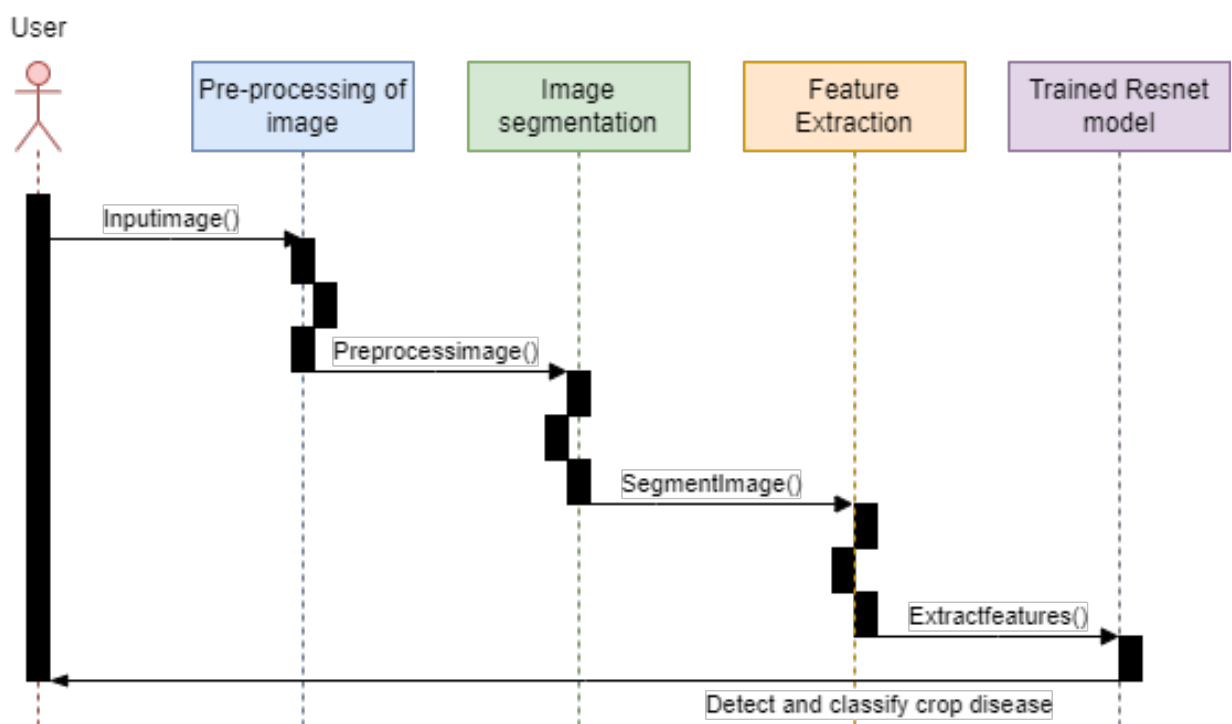 User
Pre-processing of
image
Image
segmentation
Feature
Extraction
Trained Resnet
model
Inputimage()
Preprocessimage()
SegmentImage()
Extractfeatures()
Detect and classify crop disease